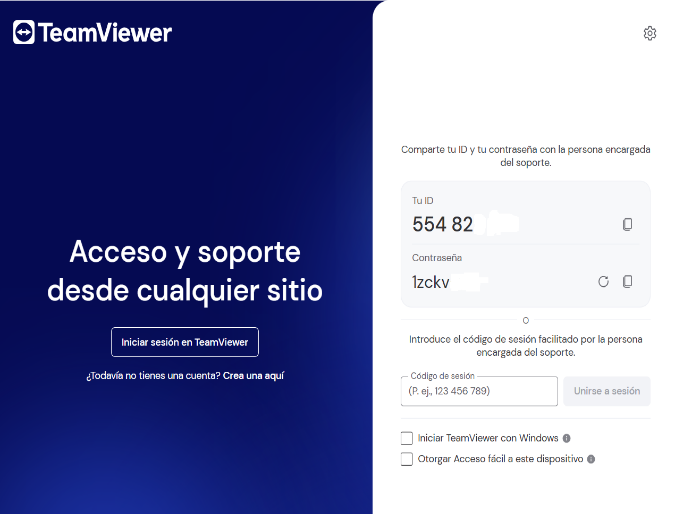 TeamViewer
Acceso y soporte
desde cualquier sitio
Iniciar sesión en TeamViewer
¿Todavía no tienes una cuenta? Crea una aquí
Comparte tu ID y tu contraseña con la persona encargada
del soporte.
Tu ID
554 82
Contraseña
1zckv
O
Introduce el código de sesión facilitado por la persona
encargada del soporte.
Código de sesión
(P. ej., 123 456 789)
Unirse a sesión
Iniciar TeamViewer con Windows
Otorgar Acceso fácil a este dispositivo